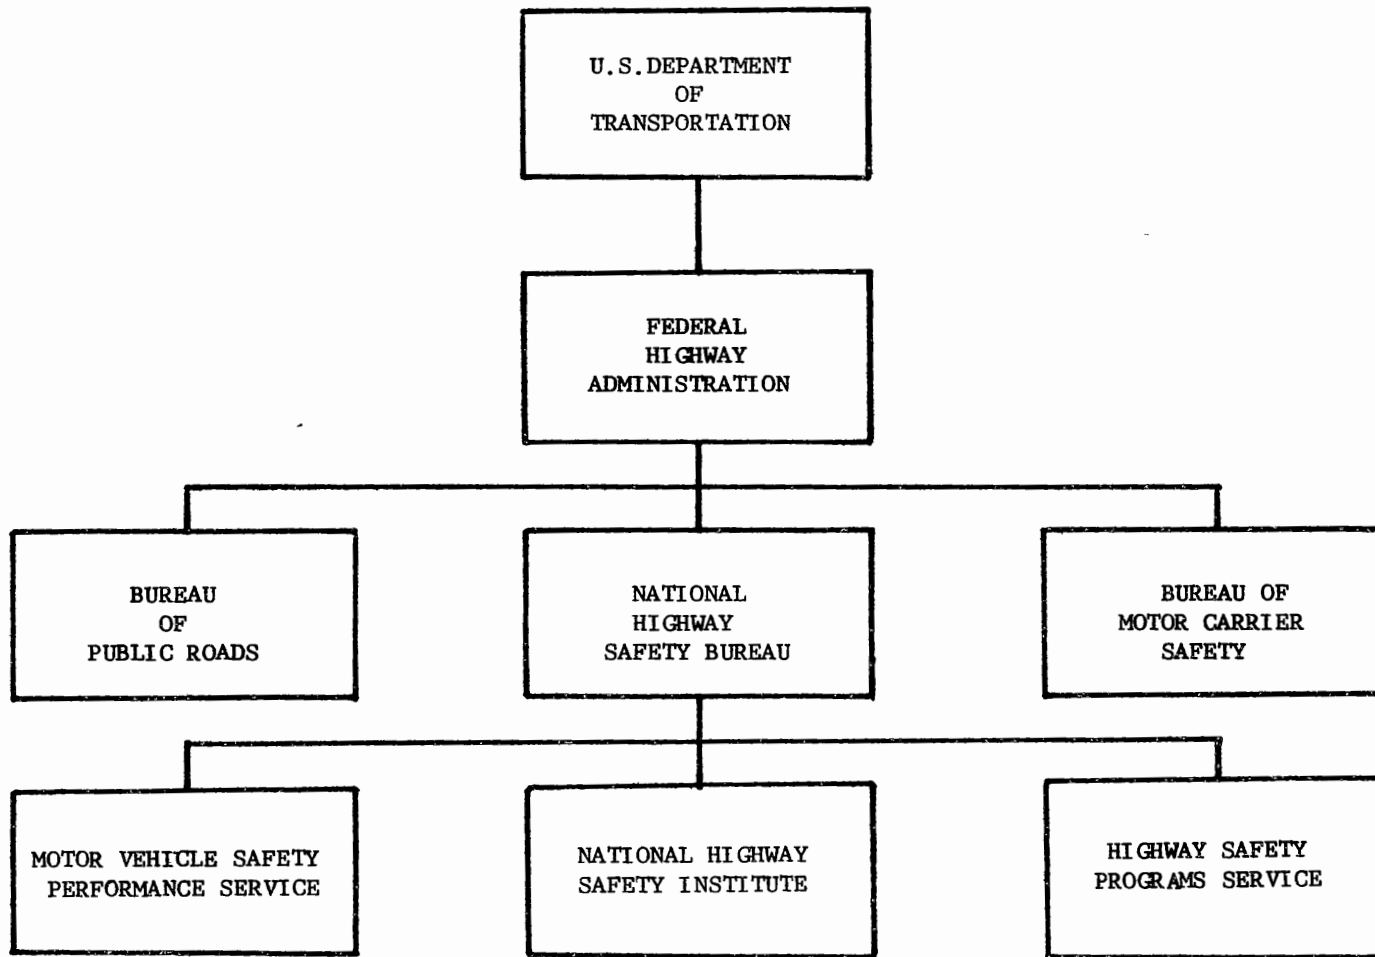 U.S.DEPARTMENT
OF
TRANSPORTATION
FEDERAL
HIGHWAY
ADMINISTRATION
BUREAU
OF
PUBLIC ROADS
NATIONAL
HIGHWAY
SAFETY BUREAU
BUREAU OF
MOTOR CARRIER
SAFETY
MOTOR VEHICLE SAFETY
PERFORMANCE SERVICE
NATIONAL HIGHWAY
SAFETY INSTITUTE
HIGHWAY SAFETY
PROGRAMS SERVICE